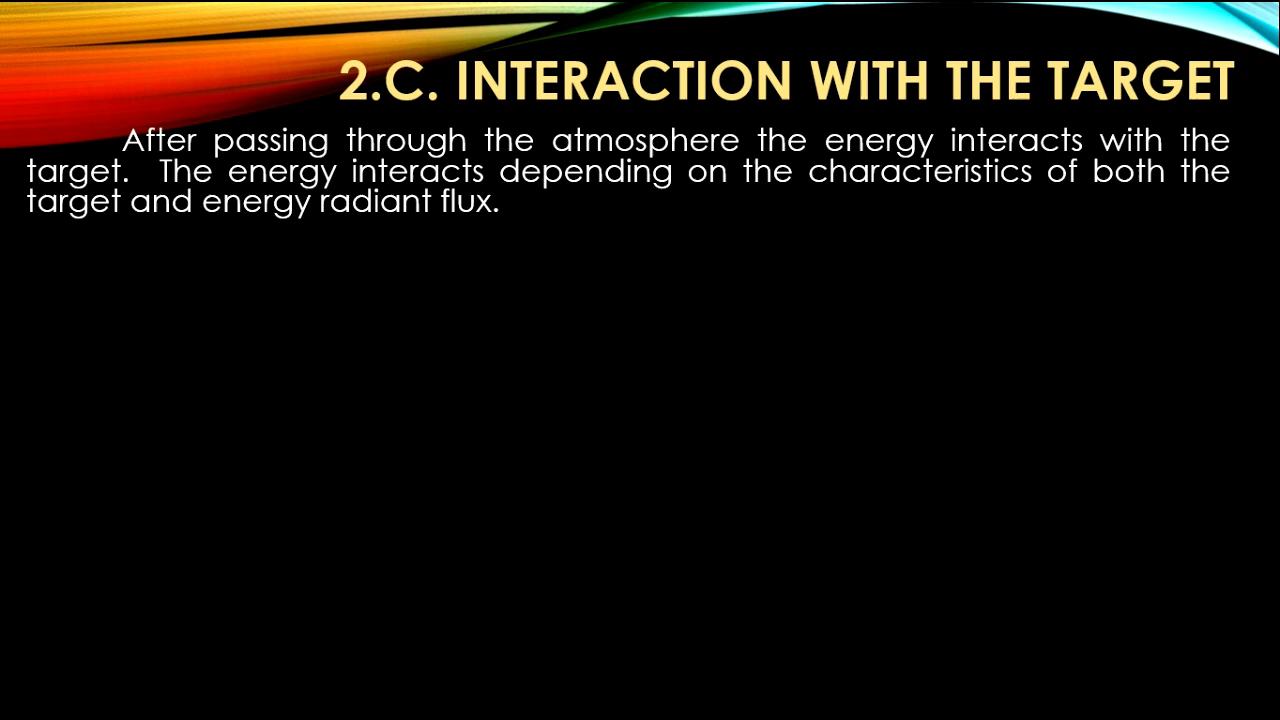 2.C. INTERACTION WITH THE TARGET
After passing through the atmosphere the energy interacts with the
target. The energy interacts depending on the characteristics of both the
target and energy radiant flux.